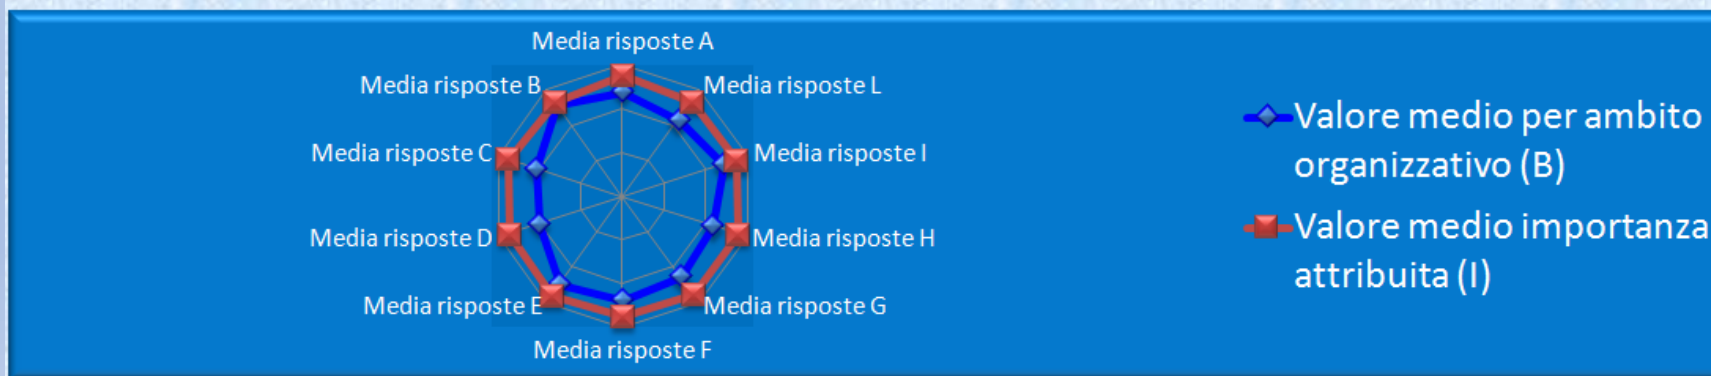 Media risposte A
Media risposte B
Media risposte L
Media risposte C
Media risposte I
Media risposte D
Media risposte H
Media risposte E
Media risposte G
Media risposte F
Valore medio per ambito
organizzativo (B)
Valore medio importanza
attribuita (I)